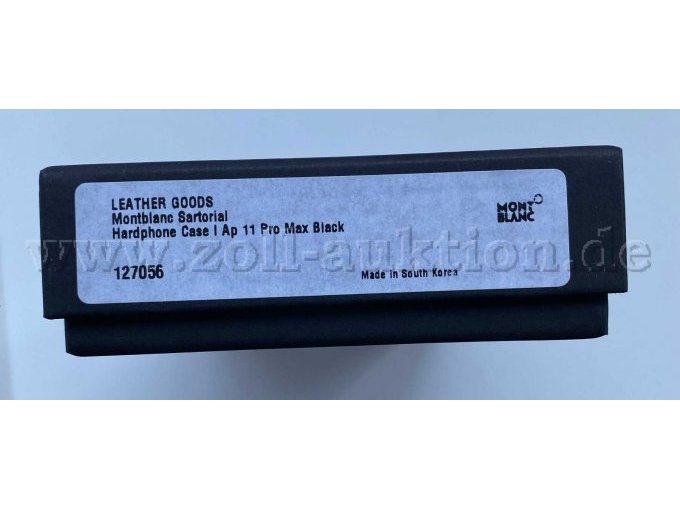 LEATHER GOODS
Montblanc Sartorial
Hardphone Case I Ap 11 Pro Max Black
MONT
BLANC
www.zoll-auktion.de
127056
Made in South Korea